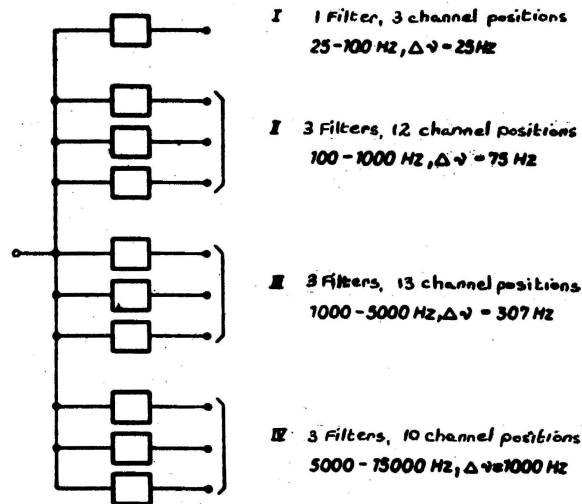 I 1 Filter, 3 channel positions
25-100 Hz, Δν = 25Hz
I 3 Filters, 12 channel positions
100-1000 Hz, Δν = 75 Hz
III 3 Filters, 13 channel positions
1000-5000 Hz, Δν = 307 Hz
IV 3 Filters, 10 channel positions
5000-15000 Hz, Δν=1000 Hz